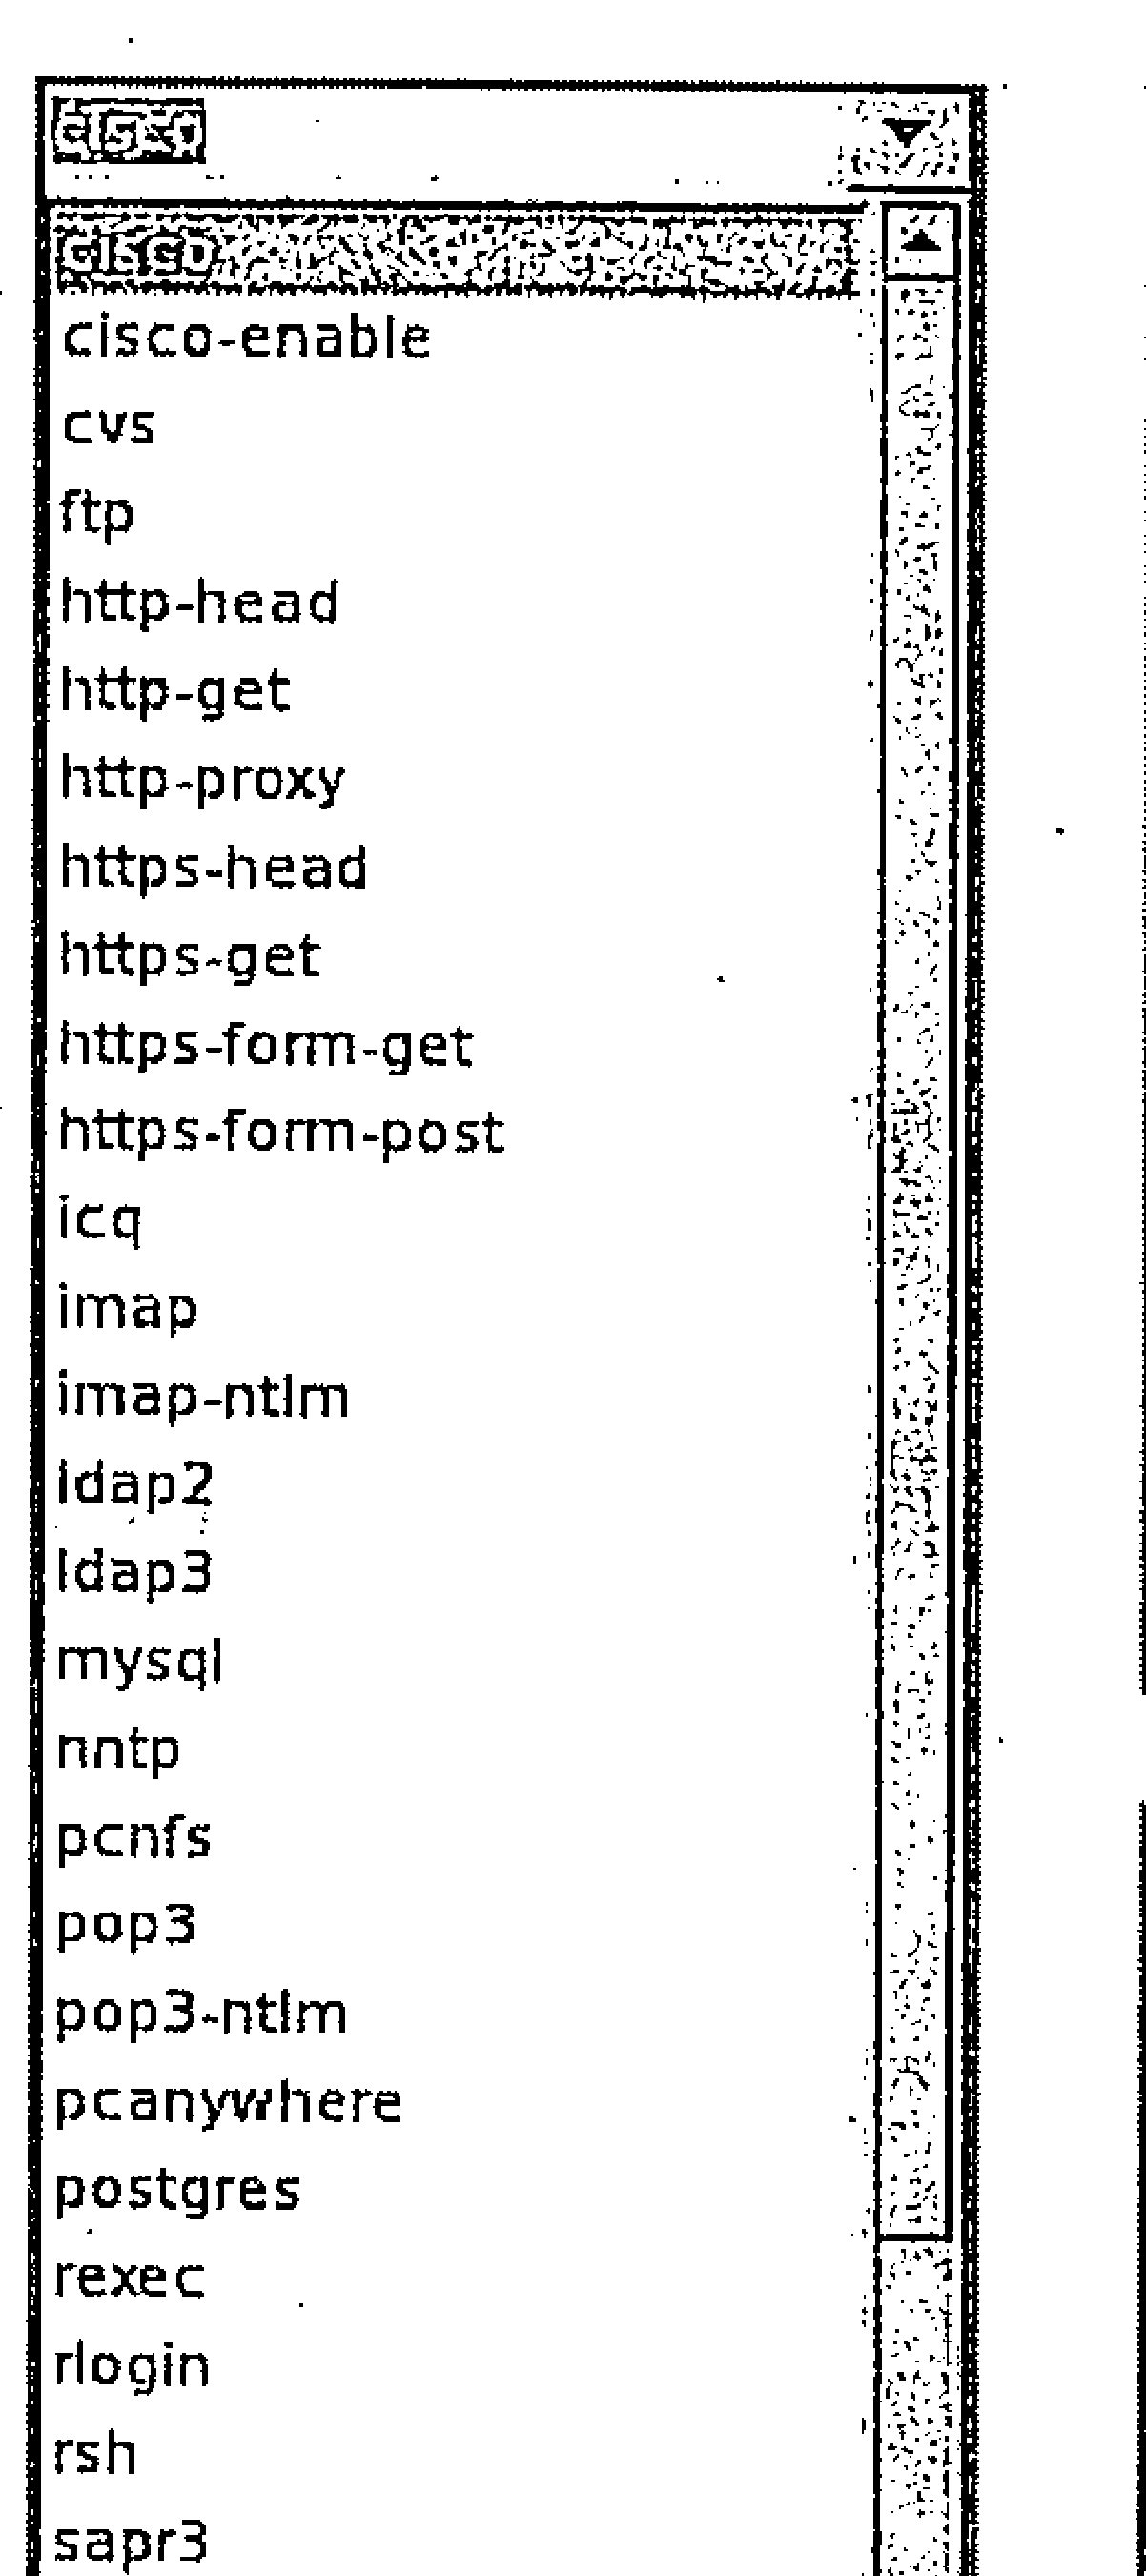 cisco
cisco
cisco-enable
cvs
ftp
http-head
http-get
http-proxy
https-head
https-get
https-form-get
https-form-post
icq
imap
imap-ntlm
ldap2
ldap3
mysql
nntp
pcnfs
pop3
pop3-ntlm
pcanywhere
postgres
rexec
rlogin
rsh
sapr3